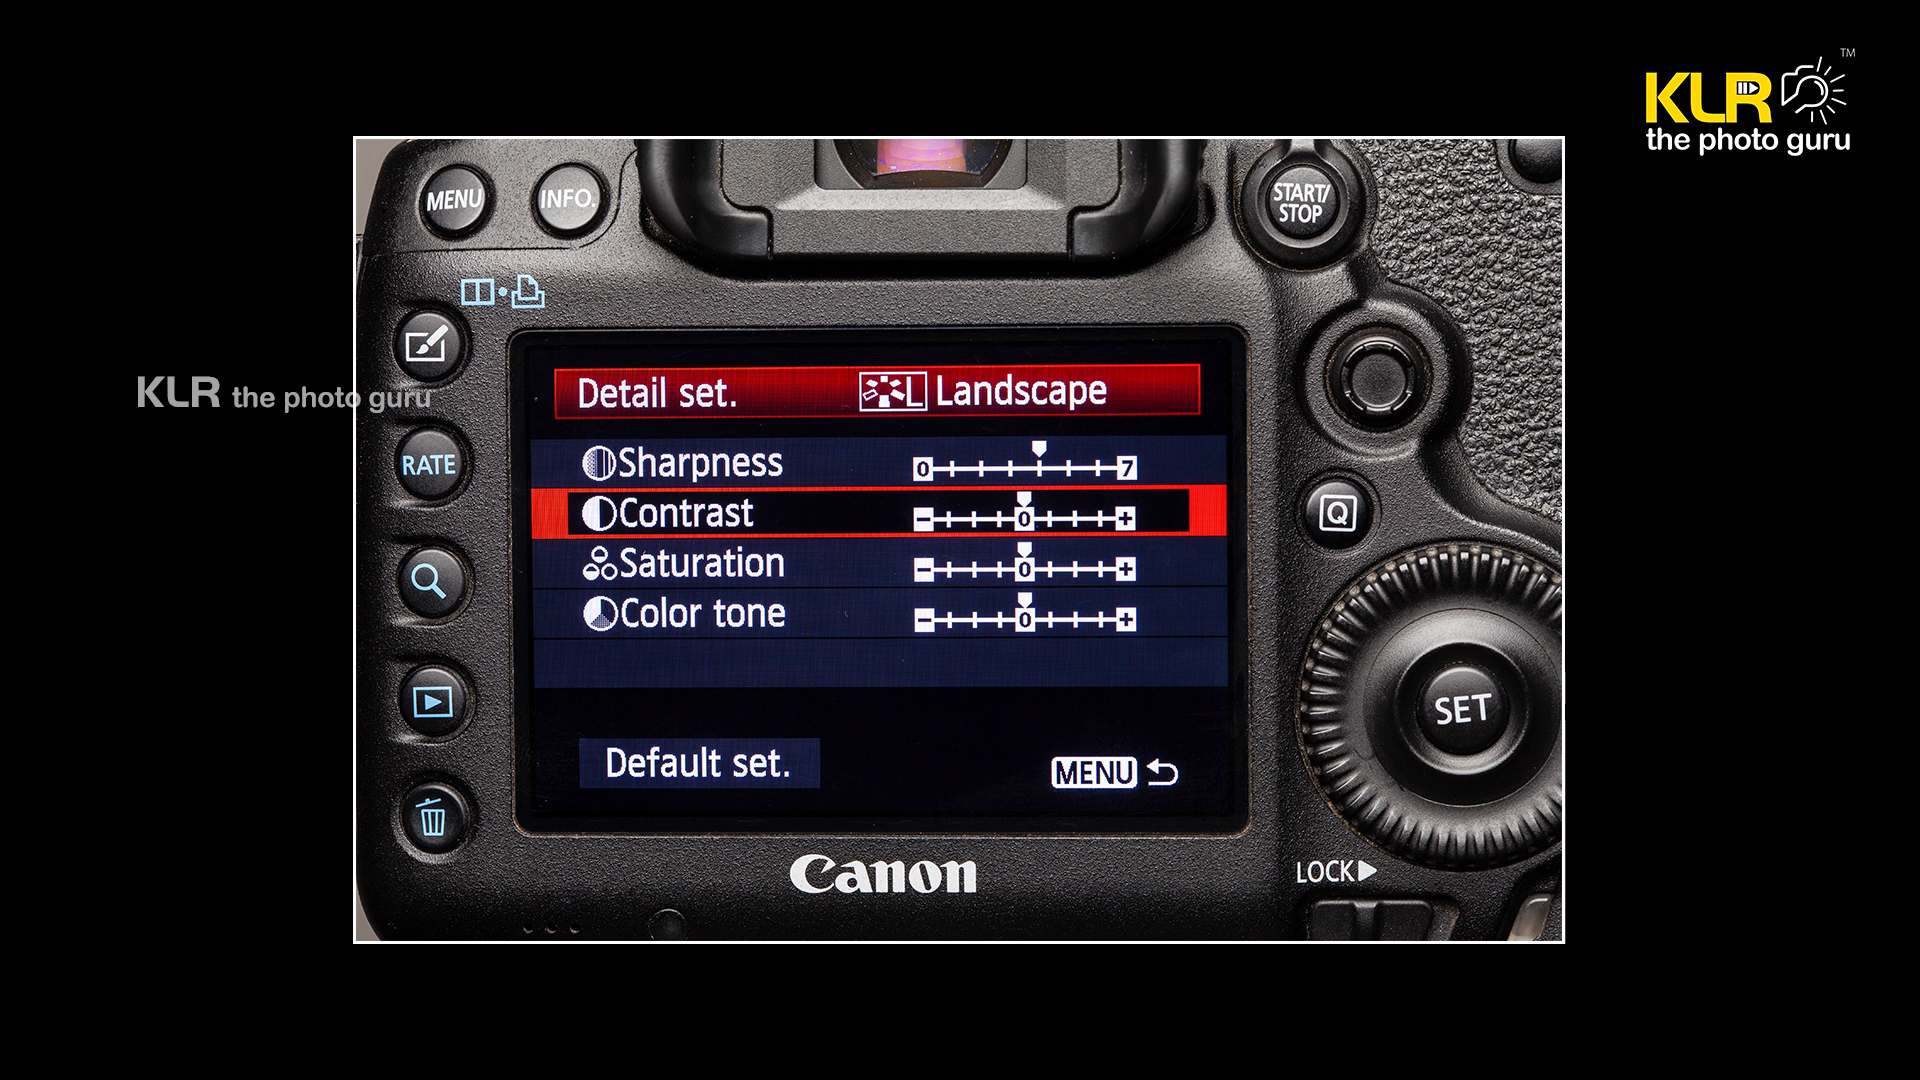 KLR
TM
the photo guru
MENU
INFO.
START/
STOP
KLR the photo guru
RATE
Detail set. L Landscape
Sharpness 0 7
Contrast - 0 +
Saturation - 0 +
Color tone - 0 +
Default set. MENU
Q
SET
Canon
LOCK